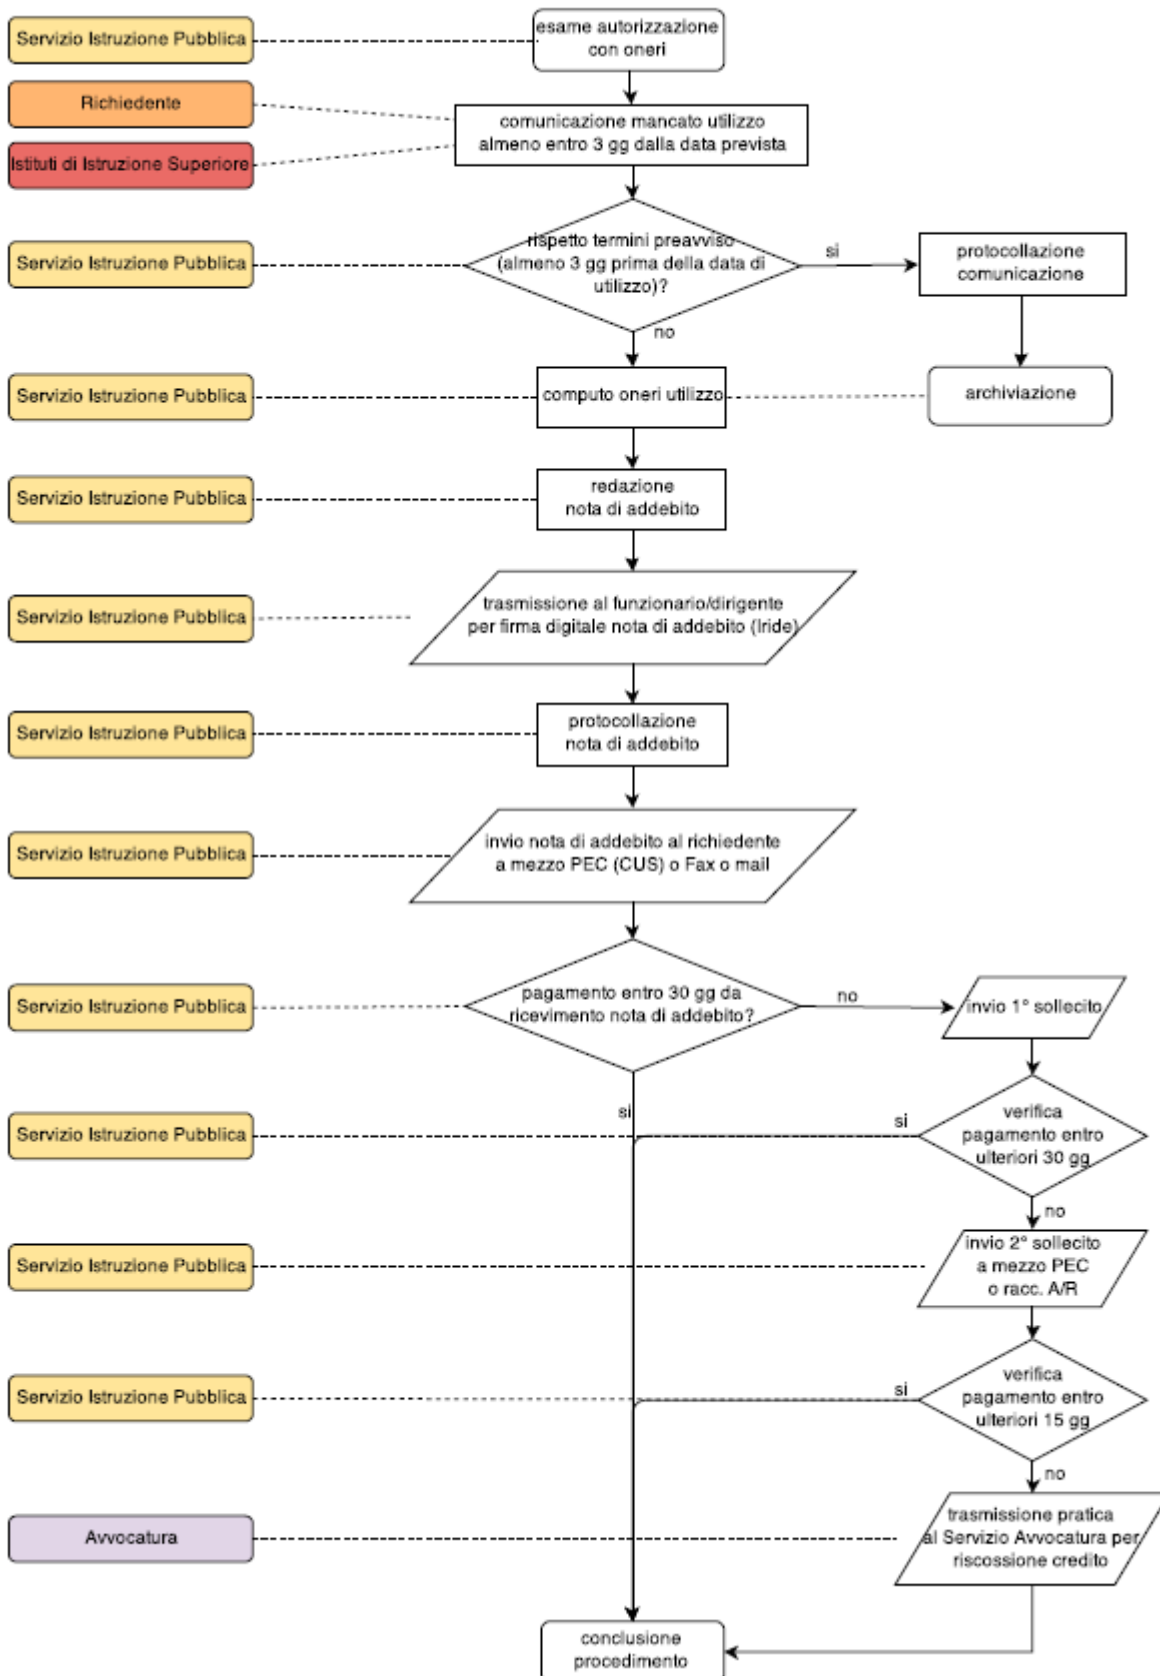 Servizio Istruzione Pubblica
esame autorizzazione
con oneri
Richiedente
comunicazione mancato utilizzo
almeno entro 3 gg dalla data prevista
Istituti di Istruzione Superiore
Servizio Istruzione Pubblica
rispetto termini preavviso
(almeno 3 gg prima della data di
utilizzo)?
si
protocollazione
comunicazione
no
Servizio Istruzione Pubblica
computo oneri utilizzo
archiviazione
Servizio Istruzione Pubblica
redazione
nota di addebito
Servizio Istruzione Pubblica
trasmissione al funzionario/dirigente
per firma digitale nota di addebito (Iride)
Servizio Istruzione Pubblica
protocollazione
nota di addebito
Servizio Istruzione Pubblica
invio nota di addebito al richiedente
a mezzo PEC (CUS) o Fax o mail
Servizio Istruzione Pubblica
pagamento entro 30 gg da
ricevimento nota di addebito?
no
invio 1° sollecito
si
Servizio Istruzione Pubblica
si
verifica
pagamento entro
ulteriori 30 gg
no
Servizio Istruzione Pubblica
invio 2° sollecito
a mezzo PEC
o racc. A/R
Servizio Istruzione Pubblica
si
verifica
pagamento entro
ulteriori 15 gg
no
Avvocatura
trasmissione pratica
al Servizio Avvocatura per
riscossione credito
conclusione
procedimento